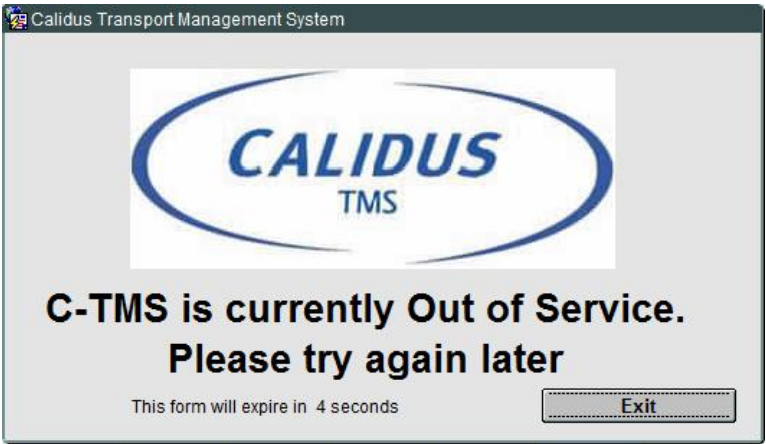 Calidus Transport Management System
CALIDUS
TMS
C-TMS is currently Out of Service.
Please try again later
This form will expire in 4 seconds
Exit